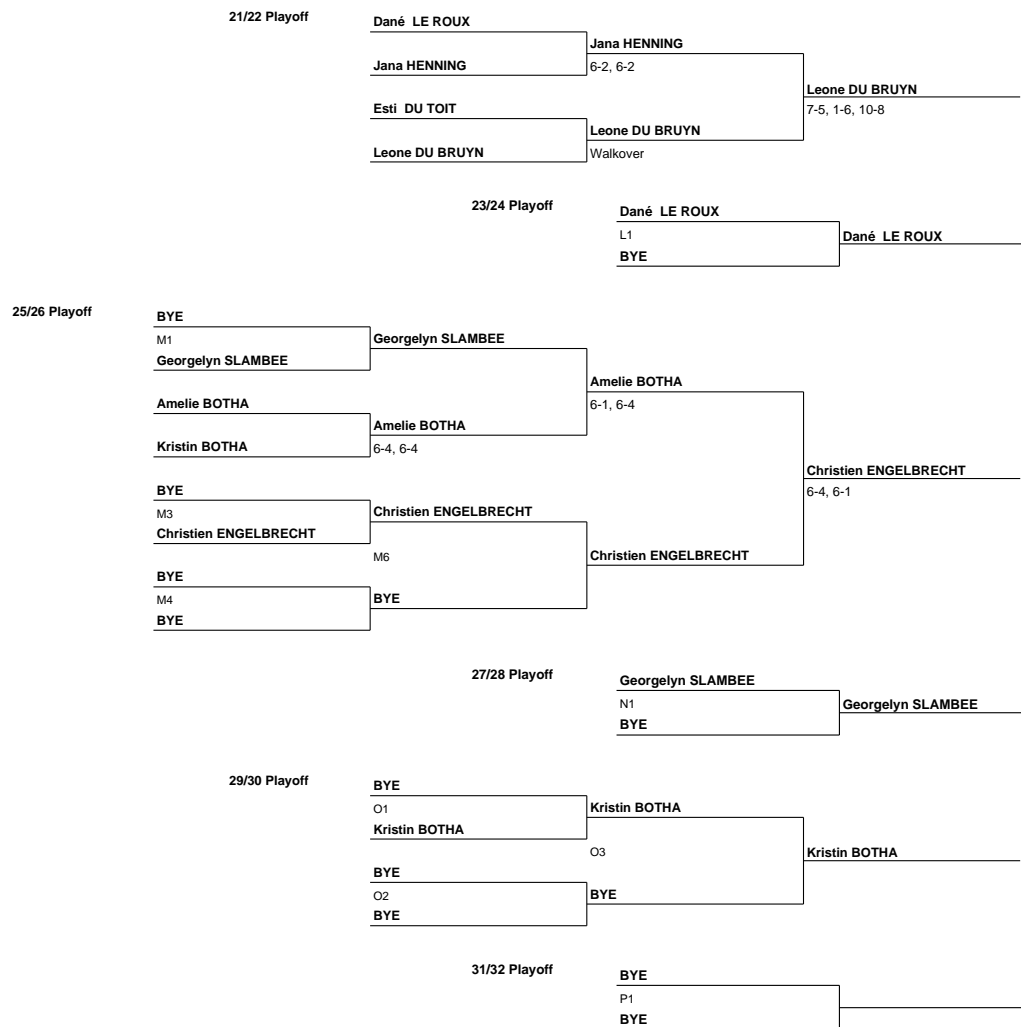 21/22 Playoff
Dané LE ROUX
Jana HENNING
Jana HENNING
6-2, 6-2
Leone DU BRUYN
Esti DU TOIT
7-5, 1-6, 10-8
Leone DU BRUYN
Leone DU BRUYN
Walkover
23/24 Playoff
Dané LE ROUX
L1
Dané LE ROUX
BYE
25/26 Playoff
BYE
M1
Georgelyn SLAMBEE
Georgelyn SLAMBEE
Amelie BOTHA
Amelie BOTHA
6-1, 6-4
Amelie BOTHA
Kristin BOTHA
6-4, 6-4
Christien ENGELBRECHT
BYE
6-4, 6-1
M3
Christien ENGELBRECHT
Christien ENGELBRECHT
M6
Christien ENGELBRECHT
BYE
M4
BYE
BYE
27/28 Playoff
Georgelyn SLAMBEE
N1
Georgelyn SLAMBEE
BYE
29/30 Playoff
BYE
O1
Kristin BOTHA
Kristin BOTHA
O3
Kristin BOTHA
BYE
O2
BYE
BYE
31/32 Playoff
BYE
P1
BYE